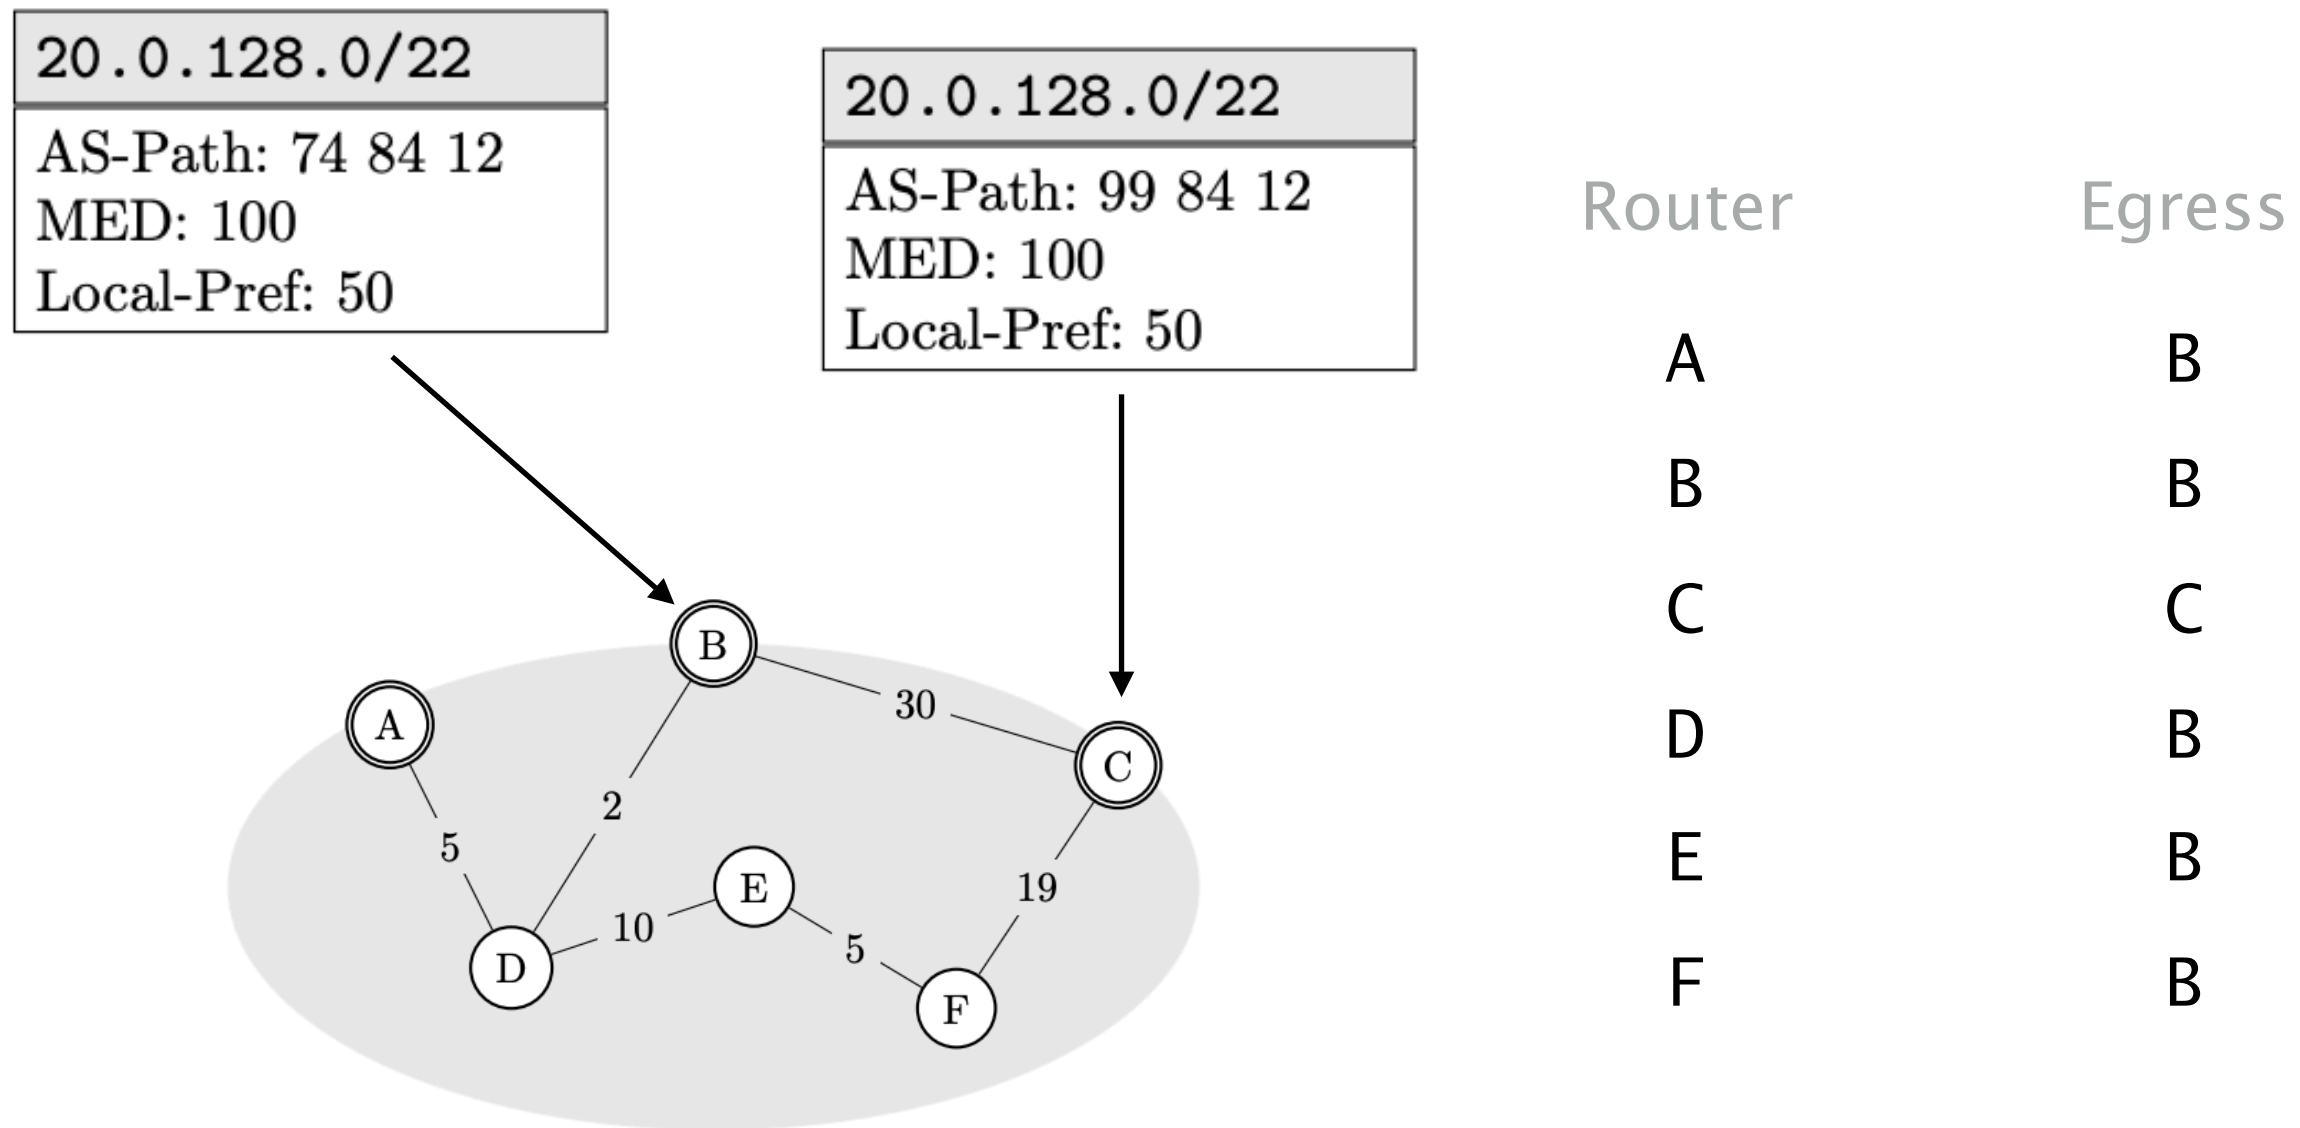 20.0.128.0/22
AS-Path: 74 84 12
MED: 100
Local-Pref: 50
20.0.128.0/22
AS-Path: 99 84 12
MED: 100
Local-Pref: 50
B
A
30
C
5
2
E
19
10
5
D
F
Router Egress
A B
B B
C C
D B
E B
F B